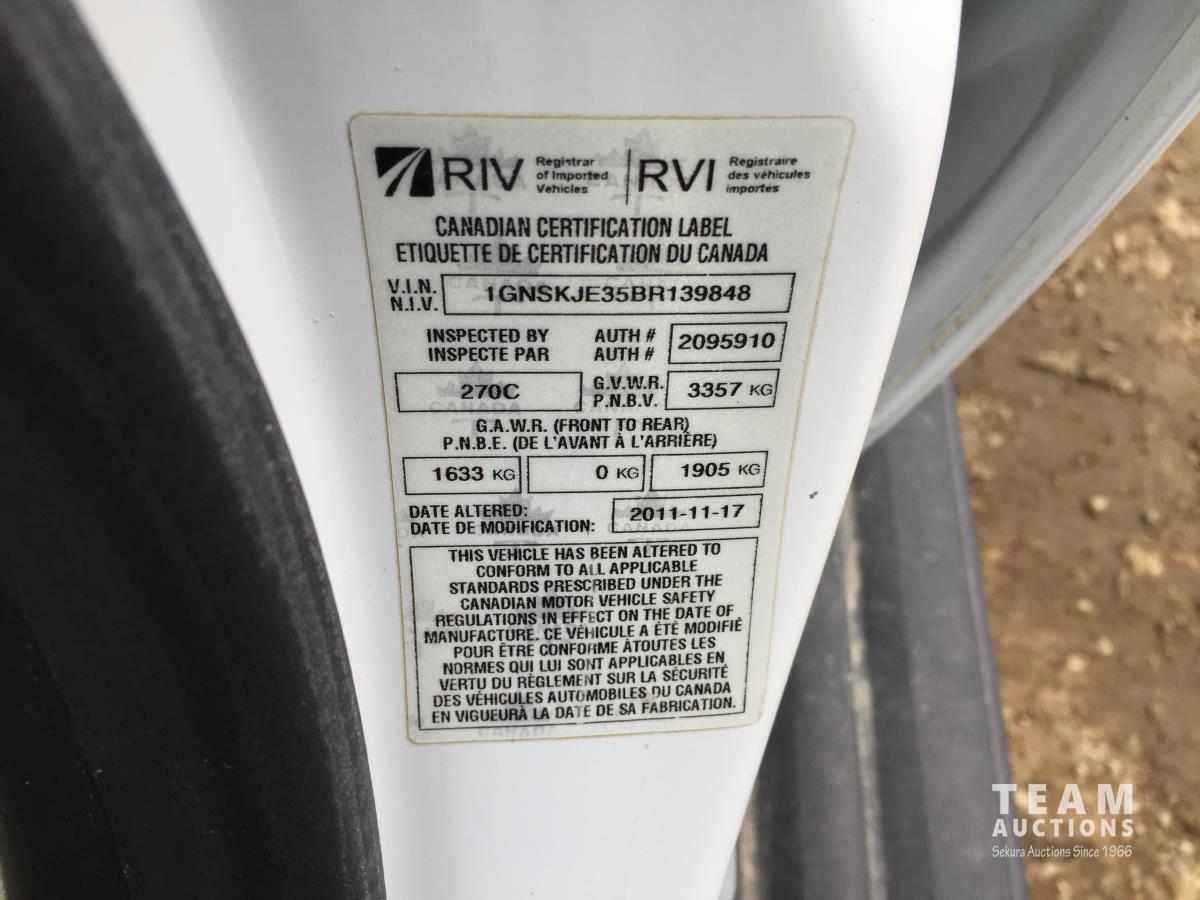 RIV Registrar of Imported Vehicles | RVI Registraire des véhicules importés
CANADIAN CERTIFICATION LABEL
ETIQUETTE DE CERTIFICATION DU CANADA
V.I.N. N.I.V. 1GNSKJE35BR139848
INSPECTED BY AUTH # 2095910
INSPECTE PAR AUTH #
270C G.V.W.R. 3357 KG
P.N.B.V.
G.A.W.R. (FRONT TO REAR)
P.N.B.E. (DE L'AVANT À L'ARRIÈRE)
1633 KG 0 KG 1905 KG
DATE ALTERED: 2011-11-17
DATE DE MODIFICATION:
THIS VEHICLE HAS BEEN ALTERED TO
CONFORM TO ALL APPLICABLE
STANDARDS PRESCRIBED UNDER THE
CANADIAN MOTOR VEHICLE SAFETY
REGULATIONS IN EFFECT ON THE DATE OF
MANUFACTURE. CE VÉHICULE A ÉTÉ MODIFIÉ
POUR ÊTRE CONFORME ÀTOUTES LES
NORMES QUI LUI SONT APPLICABLES EN
VERTU DU RÈGLEMENT SUR LA SÉCURITÉ
DES VÉHICULES AUTOMOBILES DU CANADA
EN VIGUEURÀ LA DATE DE SA FABRICATION.
TEAM
AUCTIONS
Sekura Auctions Since 1966